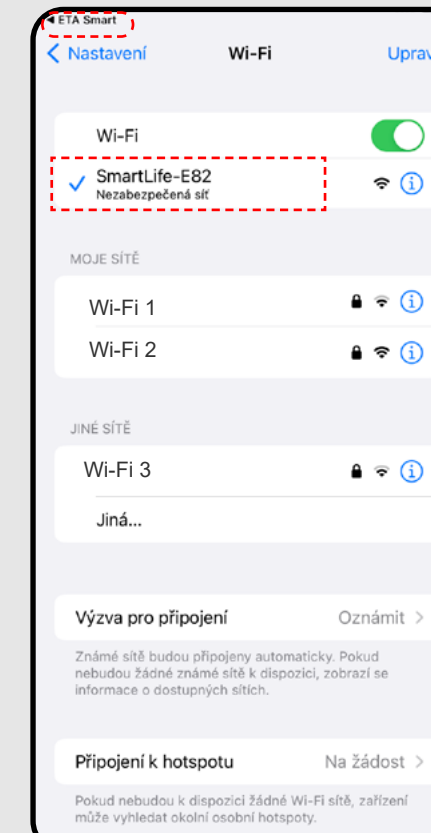 ◀ ETA Smart
Nastavení Wi-Fi Uprav
Wi-Fi
SmartLife-E82
Nezabezpečená síť
MOJE SÍTĚ
Wi-Fi 1
Wi-Fi 2
JINÉ SÍTĚ
Wi-Fi 3
Jiná...
Výzva pro připojení Oznámit >
Známé sítě budou připojeny automaticky. Pokud
nebudou žádné známé sítě k dispozici, zobrazí se
informace o dostupných sítích.
Připojení k hotspotu Na žádost >
Pokud nebudou k dispozici žádné Wi-Fi sítě, zařízení
může vyhledat okolní osobní hotspoty.